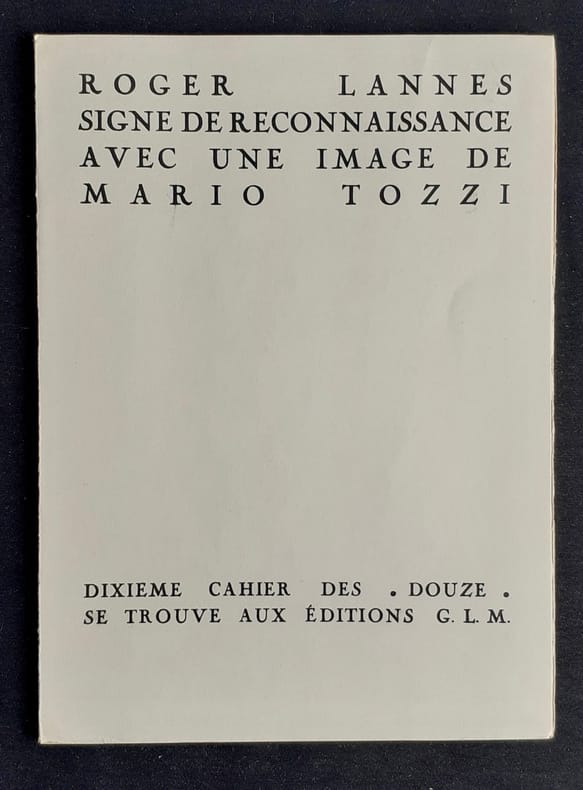 ROGER LANNES
SIGNE DE RECONNAISSANCE
AVEC UNE IMAGE DE
MARIO TOZZI
DIXIEME CAHIER DES . DOUZE .
SE TROUVE AUX ÉDITIONS G. L. M.